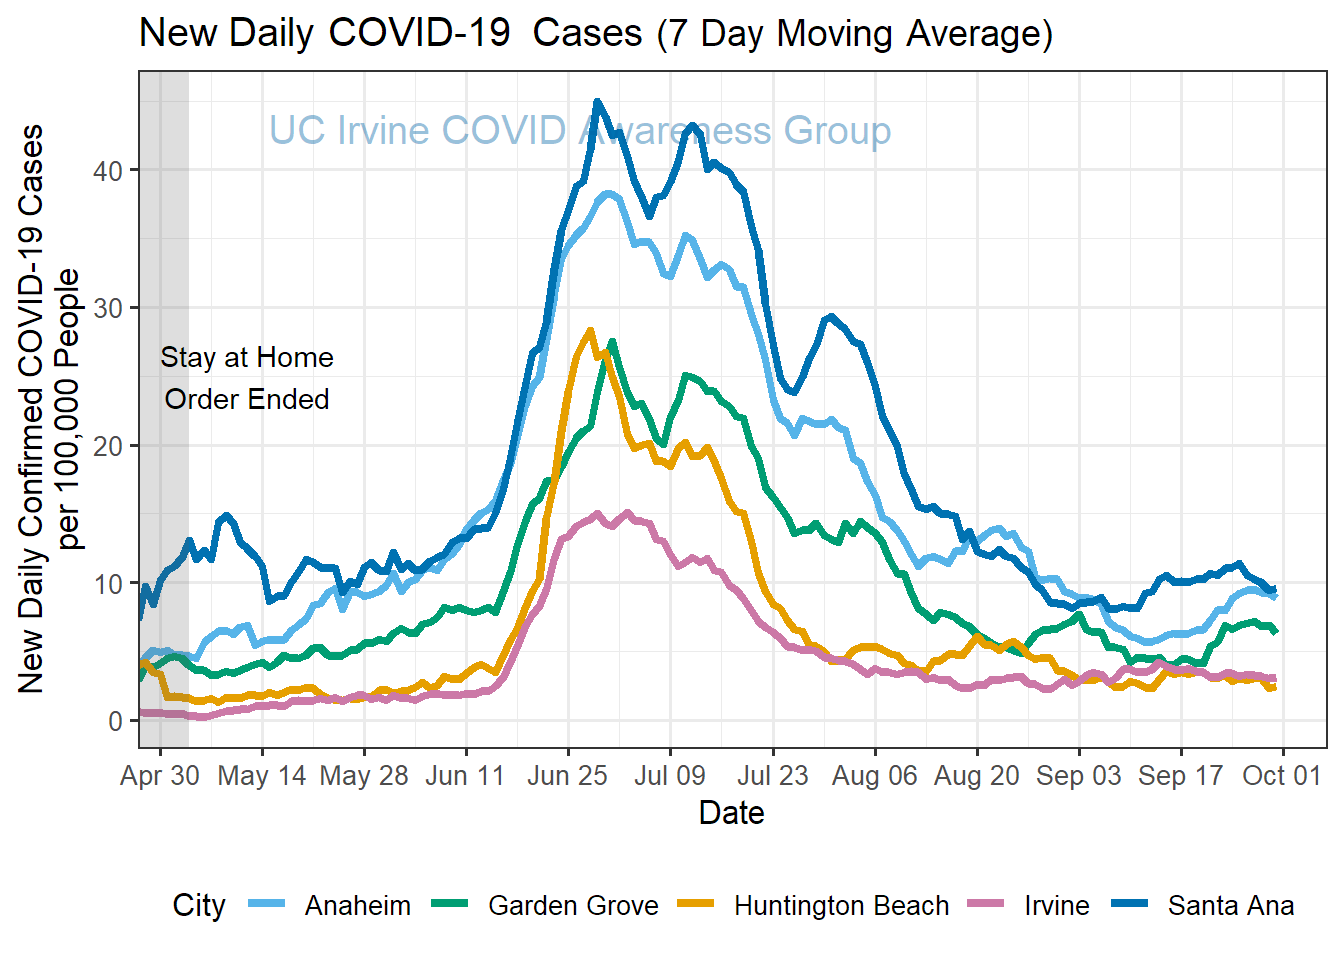 New Daily COVID-19 Cases (7 Day Moving Average)
UC Irvine COVID Awareness Group
New Daily Confirmed COVID-19 Cases
per 100,000 People
40
30
20
10
0
Stay at Home
Order Ended
Apr 30 May 14 May 28 Jun 11 Jun 25 Jul 09 Jul 23 Aug 06 Aug 20 Sep 03 Sep 17 Oct 01
Date
City Anaheim Garden Grove Huntington Beach Irvine Santa Ana